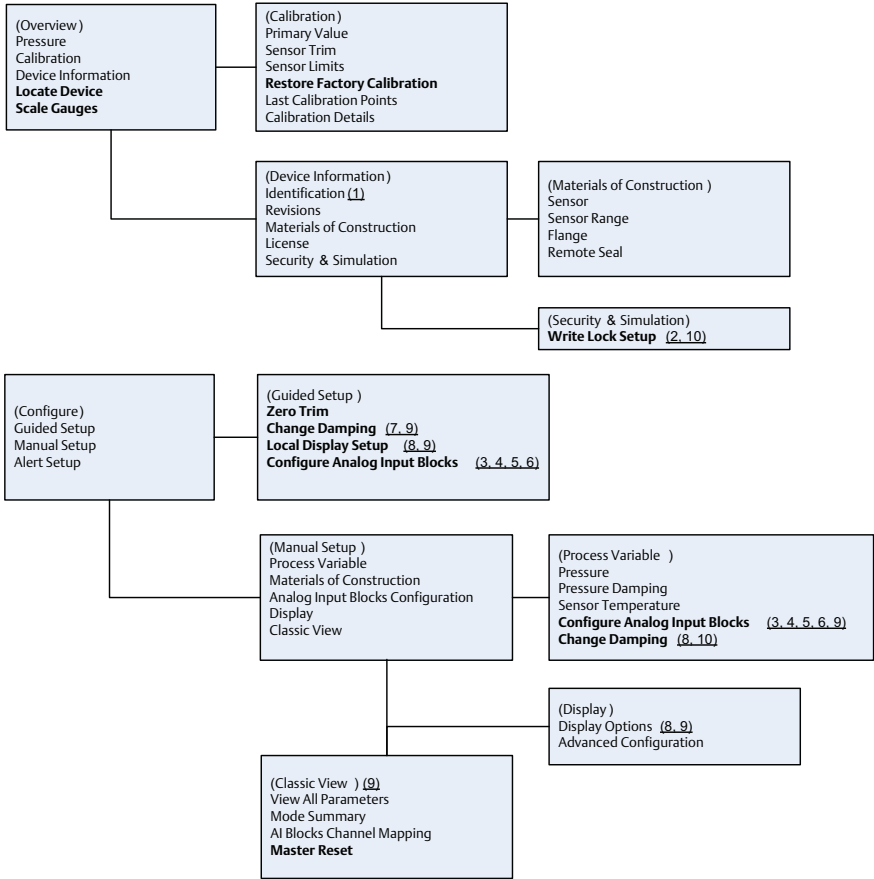 (Overview)
Pressure
Calibration
Device Information
Locate Device
Scale Gauges
(Calibration)
Primary Value
Sensor Trim
Sensor Limits
Restore Factory Calibration
Last Calibration Points
Calibration Details
(Device Information)
Identification (1)
Revisions
Materials of Construction
License
Security & Simulation
(Materials of Construction )
Sensor
Sensor Range
Flange
Remote Seal
(Security & Simulation)
Write Lock Setup (2, 10)
(Configure)
Guided Setup
Manual Setup
Alert Setup
(Guided Setup )
Zero Trim
Change Damping (7, 9)
Local Display Setup (8, 9)
Configure Analog Input Blocks (3, 4, 5, 6)
(Manual Setup )
Process Variable
Materials of Construction
Analog Input Blocks Configuration
Display
Classic View
(Process Variable )
Pressure
Pressure Damping
Sensor Temperature
Configure Analog Input Blocks (3, 4, 5, 6, 9)
Change Damping (8, 10)
(Display )
Display Options (8, 9)
Advanced Configuration
(Classic View ) (9)
View All Parameters
Mode Summary
AI Blocks Channel Mapping
Master Reset